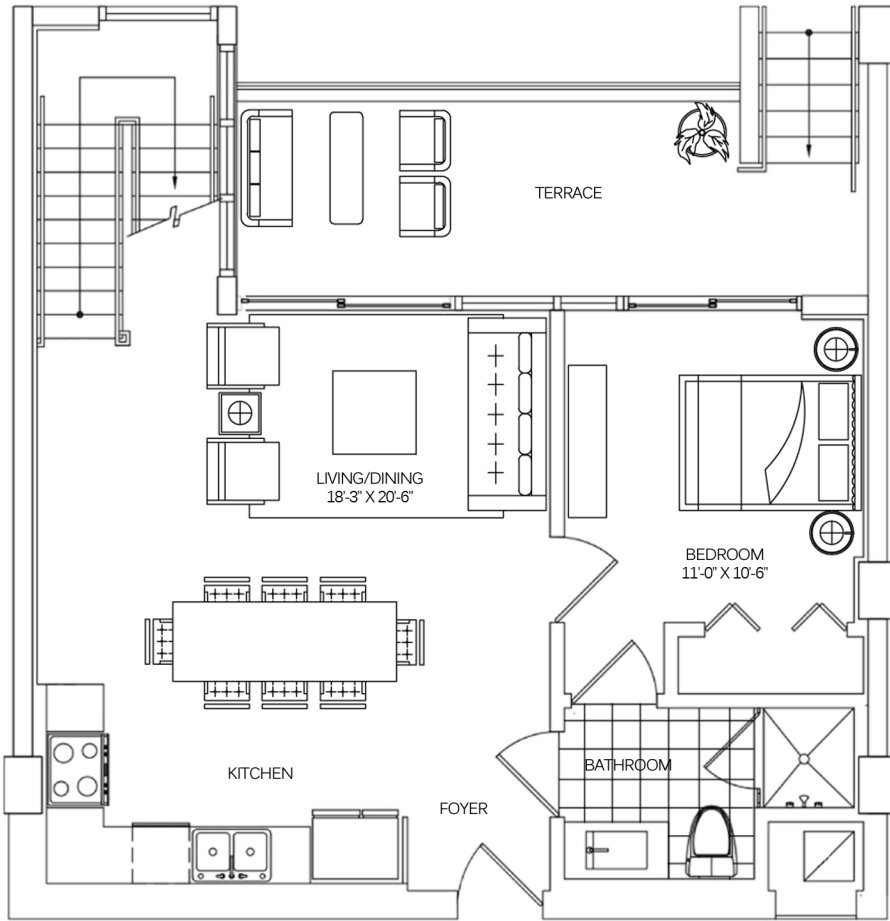 TERRACE
LIVING/DINING
18'-3" X 20'-6"
BEDROOM
11'-0" X 10'-6"
KITCHEN
BATHROOM
FOYER